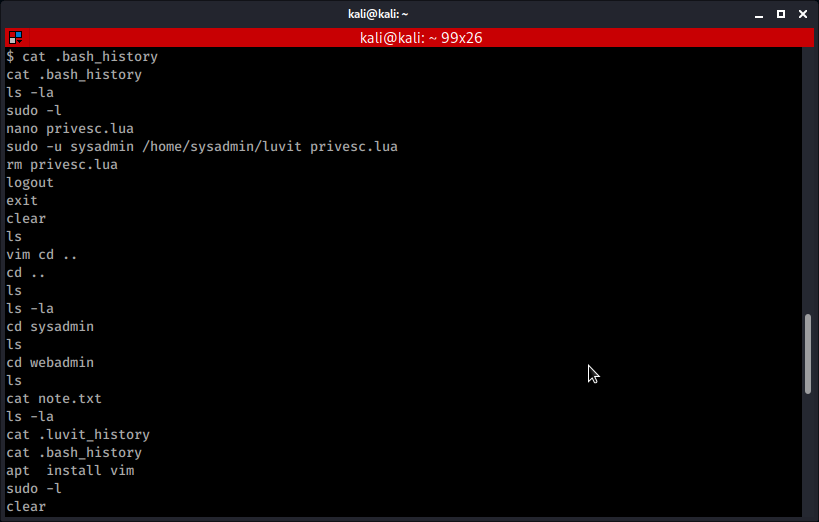 kali@kali: ~
kali@kali: ~ 99x26
$ cat .bash_history
cat .bash_history
ls -la
sudo -l
nano privesc.lua
sudo -u sysadmin /home/sysadmin/luvit privesc.lua
rm privesc.lua
logout
exit
clear
ls
vim cd ..
cd ..
ls
ls -la
cd sysadmin
ls
cd webadmin
ls
cat note.txt
ls -la
cat .luvit_history
cat .bash_history
apt  install vim
sudo -l
clear